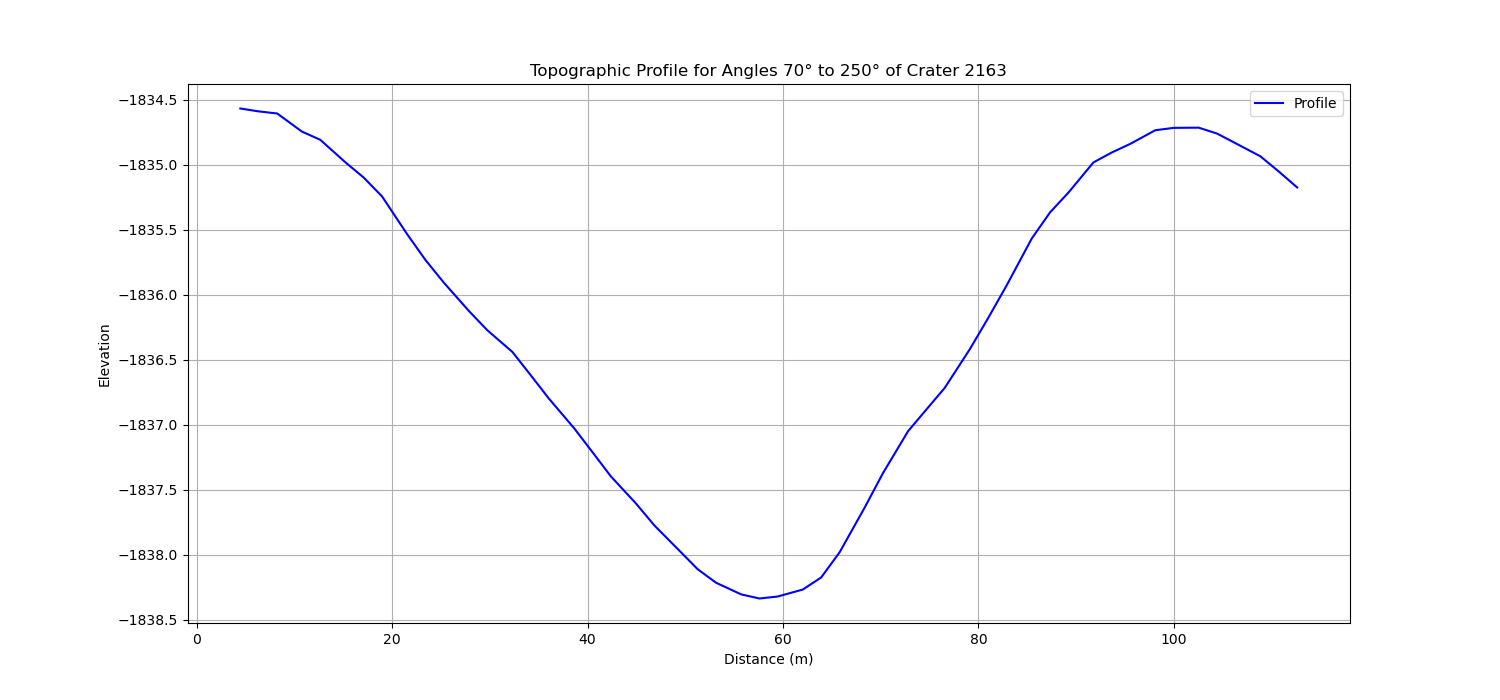 Topographic Profile for Angles 70° to 250° of Crater 2163
Profile
−1834.5
−1835.0
−1835.5
−1836.0
−1836.5
−1837.0
−1837.5
−1838.0
−1838.5
Elevation
0 20 40 60 80 100
Distance (m)